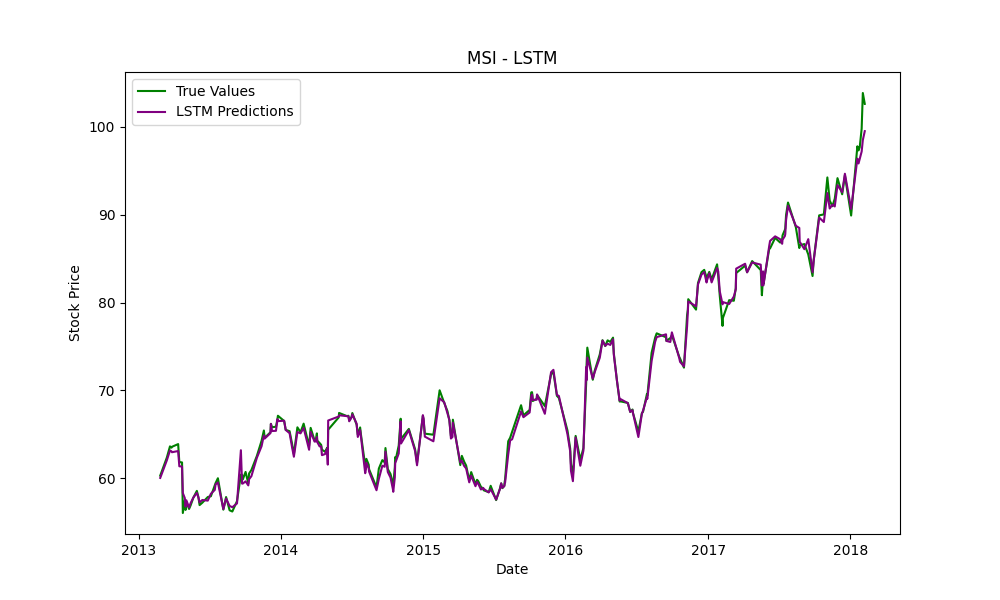 MSI - LSTM
True Values
LSTM Predictions
100
90
80
70
60
Stock Price
2013 2014 2015 2016 2017 2018
Date